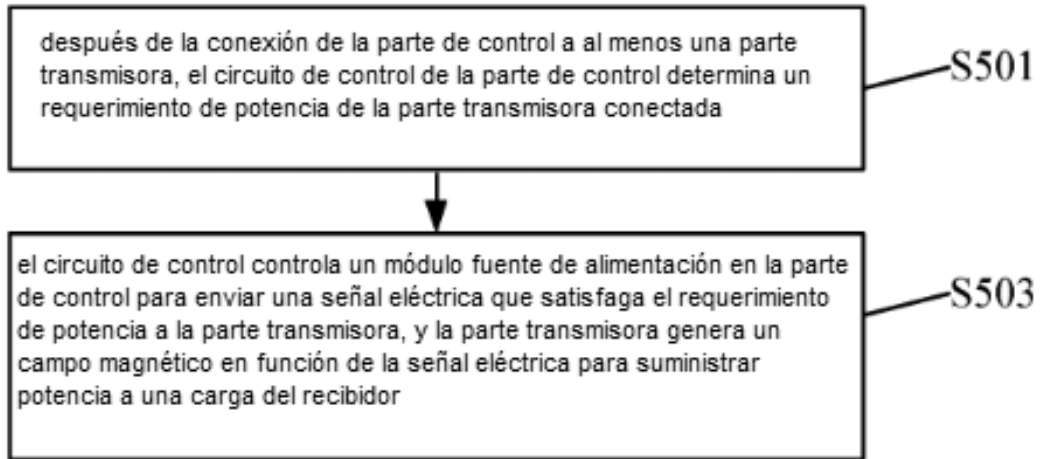 después de la conexión de la parte de control a al menos una parte
transmisora, el circuito de control de la parte de control determina un
requerimiento de potencia de la parte transmisora conectada
S501
el circuito de control controla un módulo fuente de alimentación en la parte
de control para enviar una señal eléctrica que satisfaga el requerimiento
de potencia a la parte transmisora, y la parte transmisora genera un
campo magnético en función de la señal eléctrica para suministrar
potencia a una carga del recibidor
S503